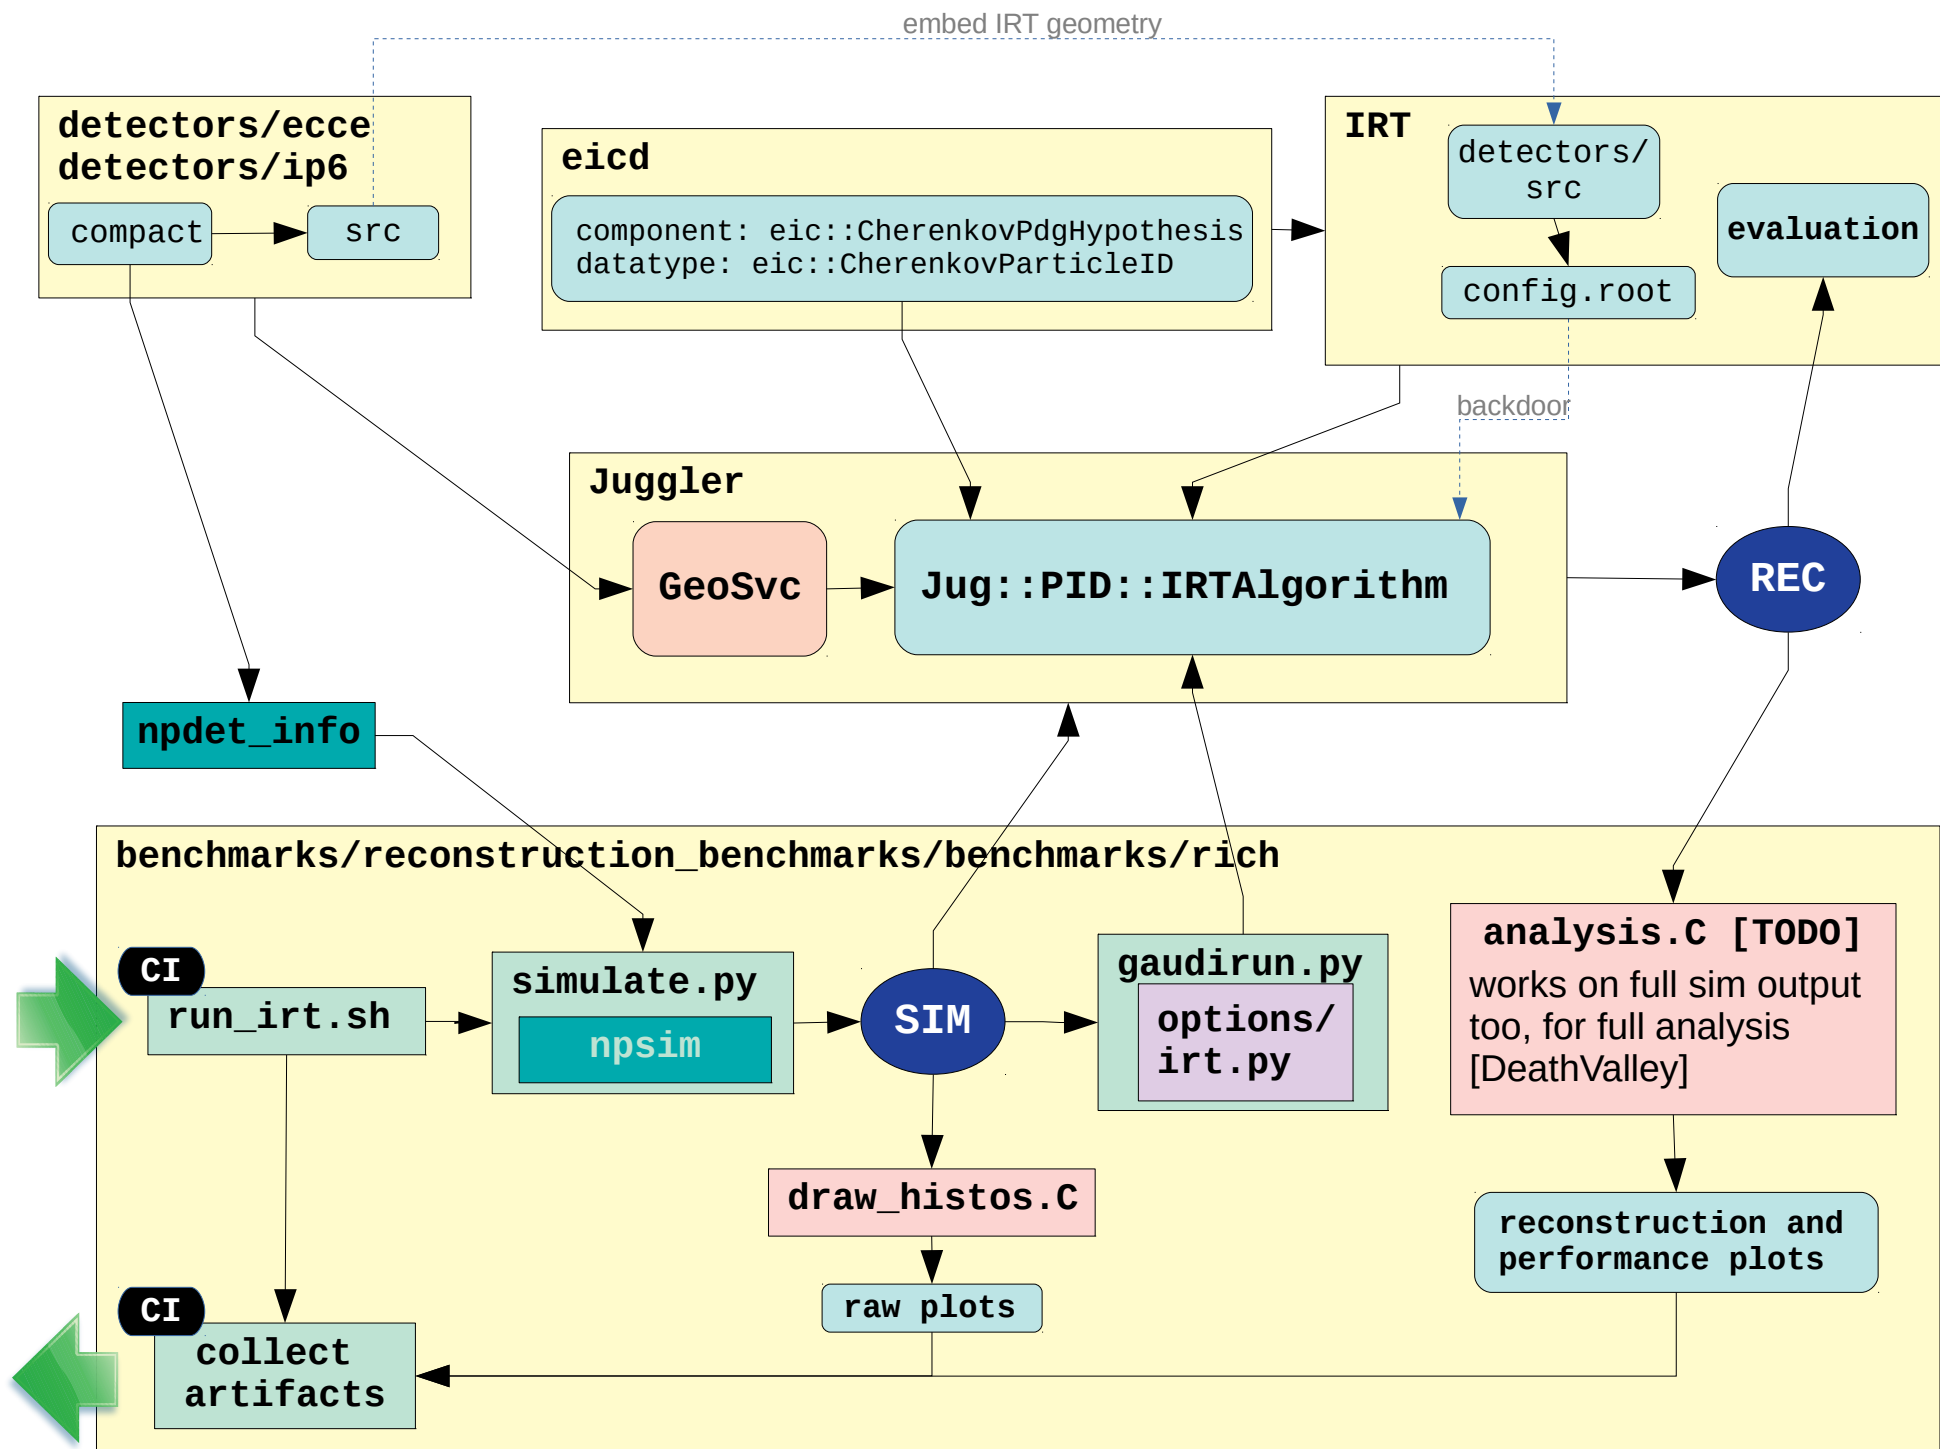 embed IRT geometry
detectors/ecce
detectors/ip6
compact
src
eicd
component: eic::CherenkovPdgHypothesis
datatype: eic::CherenkovParticleID
IRT
detectors/
src
config.root
evaluation
backdoor
Juggler
GeoSvc
Jug::PID::IRTAlgorithm
REC
npdet_info
benchmarks/reconstruction_benchmarks/benchmarks/rich
CI
run_irt.sh
simulate.py
npsim
SIM
gaudirun.py
options/
irt.py
analysis.C [TODO]
works on full sim output
too, for full analysis
[DeathValley]
draw_histos.C
raw plots
reconstruction and
performance plots
CI
collect
artifacts